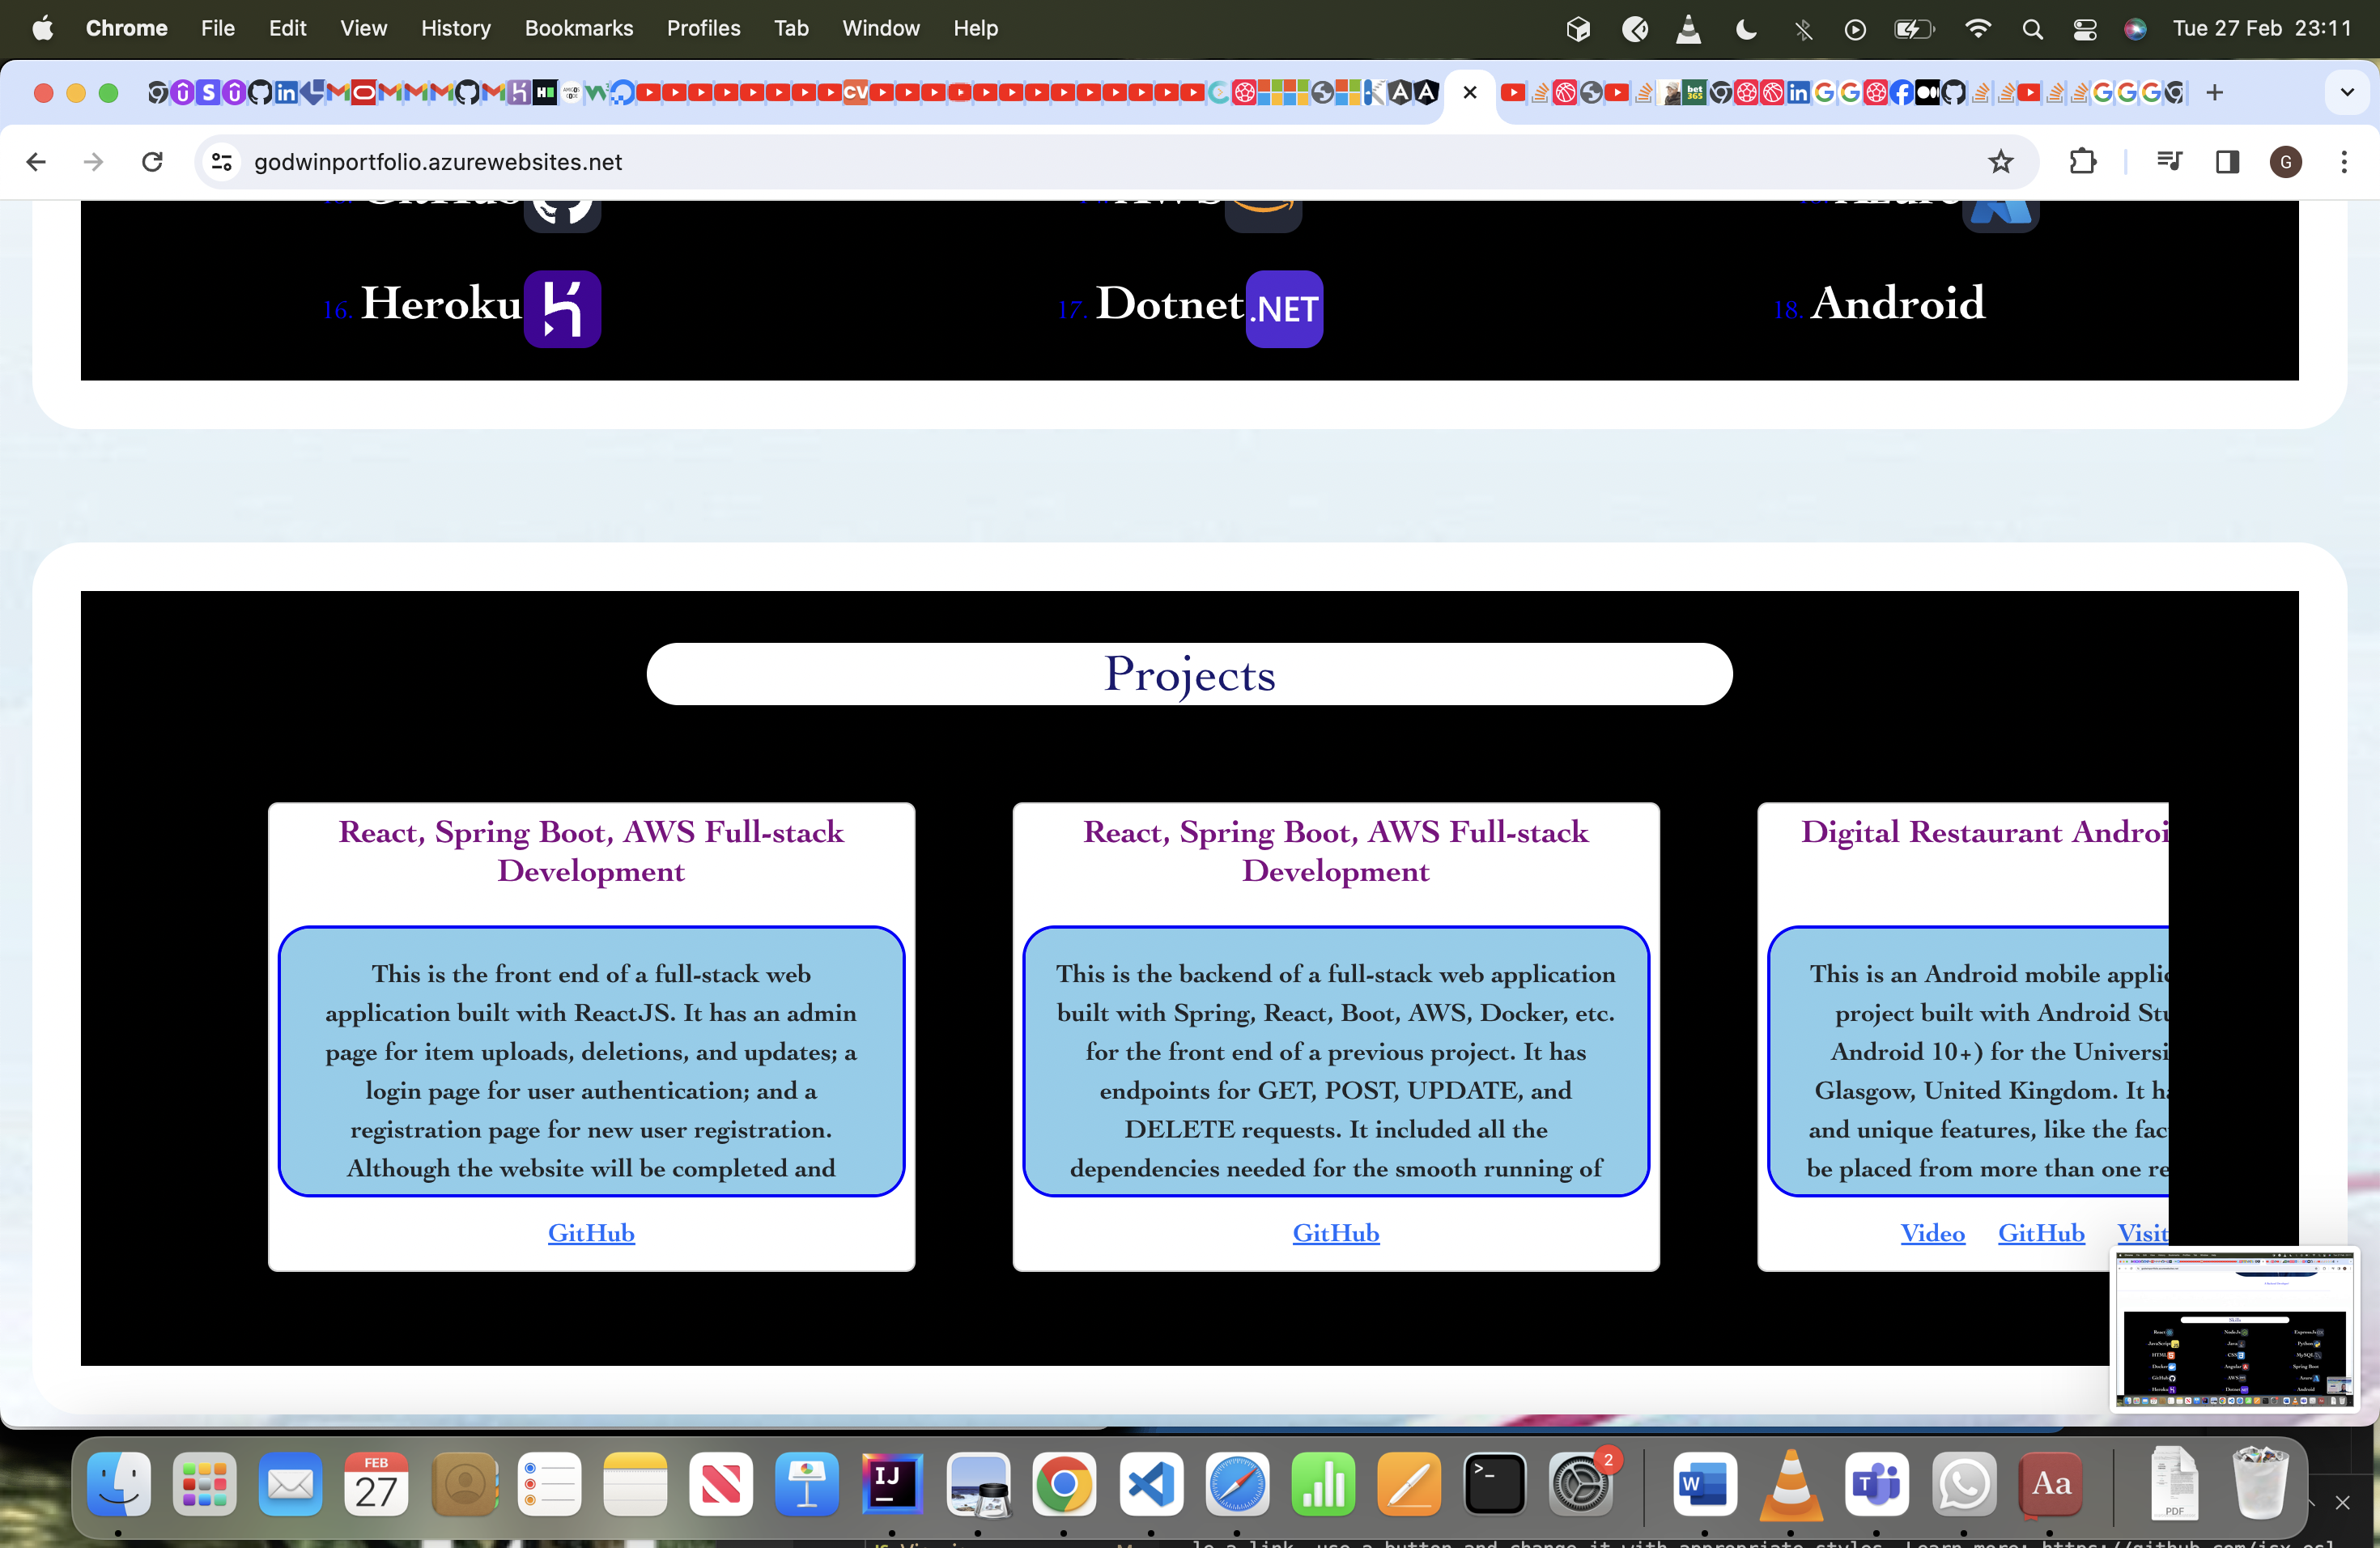 Chrome File Edit View History Bookmarks Profiles Tab Window Help Tue 27 Feb 23:11
godwinportfolio.azurewebsites.net
G
16. Heroku 17. Dotnet .NET 18. Android
Projects
React, Spring Boot, AWS Full-stack
Development
This is the front end of a full-stack web
application built with ReactJS. It has an admin
page for item uploads, deletions, and updates; a
login page for user authentication; and a
registration page for new user registration.
Although the website will be completed and
GitHub
React, Spring Boot, AWS Full-stack
Development
This is the backend of a full-stack web application
built with Spring, React, Boot, AWS, Docker, etc.
for the front end of a previous project. It has
endpoints for GET, POST, UPDATE, and
DELETE requests. It included all the
dependencies needed for the smooth running of
GitHub
Digital Restaurant Androi
This is an Android mobile applic
project built with Android Stu
Android 10+) for the Universi
Glasgow, United Kingdom. It ha
and unique features, like the fac
be placed from more than one re
Video GitHub Visit
FEB
27
IJ
2
W
T
Aa
PDF